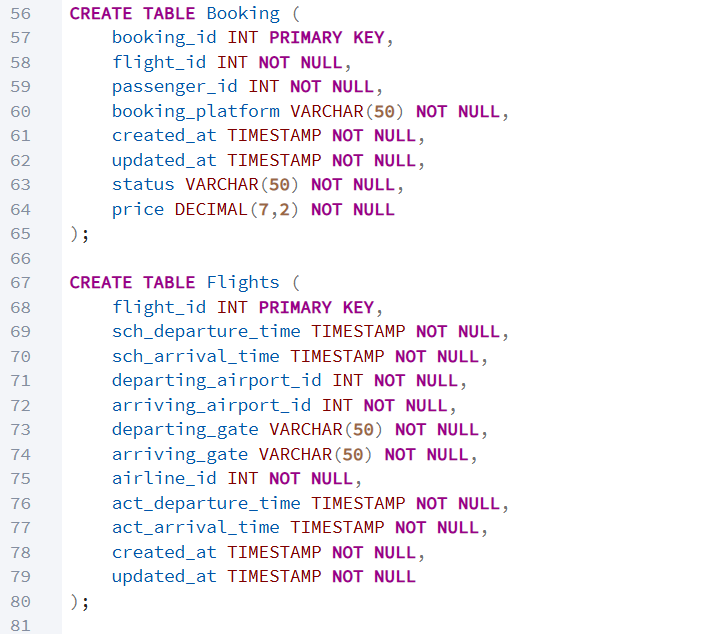 56 CREATE TABLE Booking (
57 booking_id INT PRIMARY KEY,
58 flight_id INT NOT NULL,
59 passenger_id INT NOT NULL,
60 booking_platform VARCHAR(50) NOT NULL,
61 created_at TIMESTAMP NOT NULL,
62 updated_at TIMESTAMP NOT NULL,
63 status VARCHAR(50) NOT NULL,
64 price DECIMAL(7,2) NOT NULL
65 );
66
67 CREATE TABLE Flights (
68 flight_id INT PRIMARY KEY,
69 sch_departure_time TIMESTAMP NOT NULL,
70 sch_arrival_time TIMESTAMP NOT NULL,
71 departing_airport_id INT NOT NULL,
72 arriving_airport_id INT NOT NULL,
73 departing_gate VARCHAR(50) NOT NULL,
74 arriving_gate VARCHAR(50) NOT NULL,
75 airline_id INT NOT NULL,
76 act_departure_time TIMESTAMP NOT NULL,
77 act_arrival_time TIMESTAMP NOT NULL,
78 created_at TIMESTAMP NOT NULL,
79 updated_at TIMESTAMP NOT NULL
80 );
81